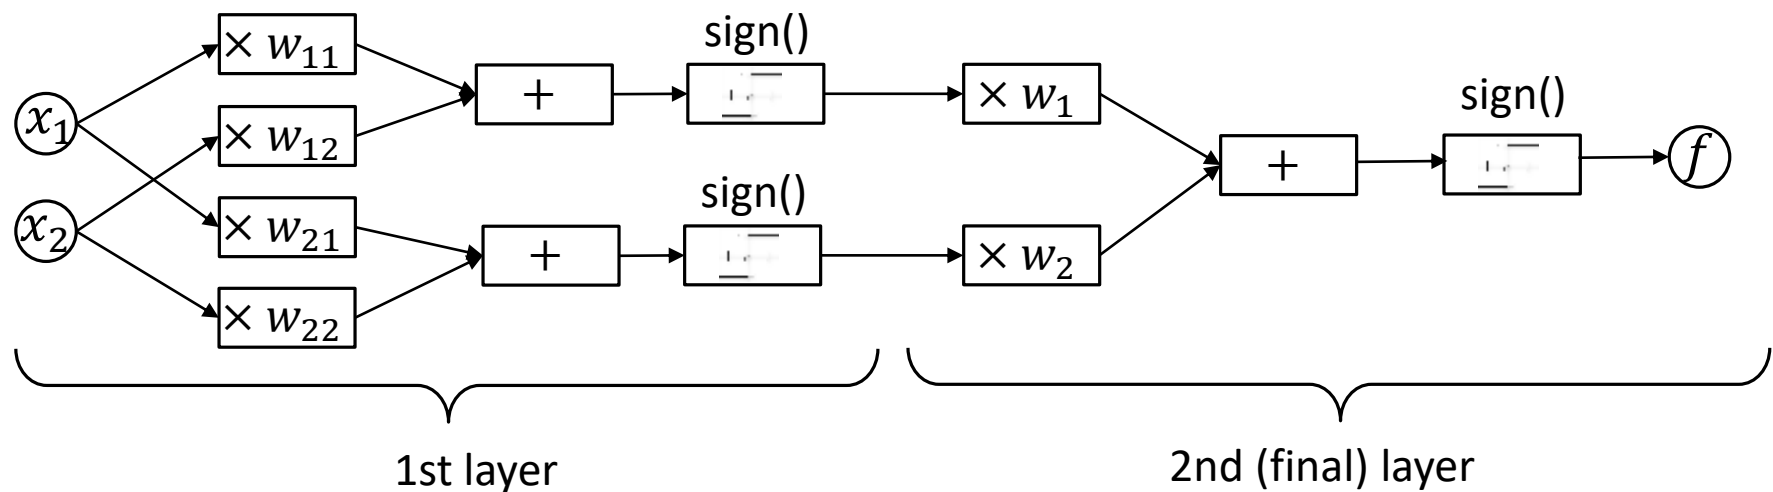 sign()
× w₁₁
+
× w₁
sign()
x₁
× w₁₂
+
f
x₂
× w₂₁
sign()
+
× w₂
× w₂₂
1st layer
2nd (final) layer